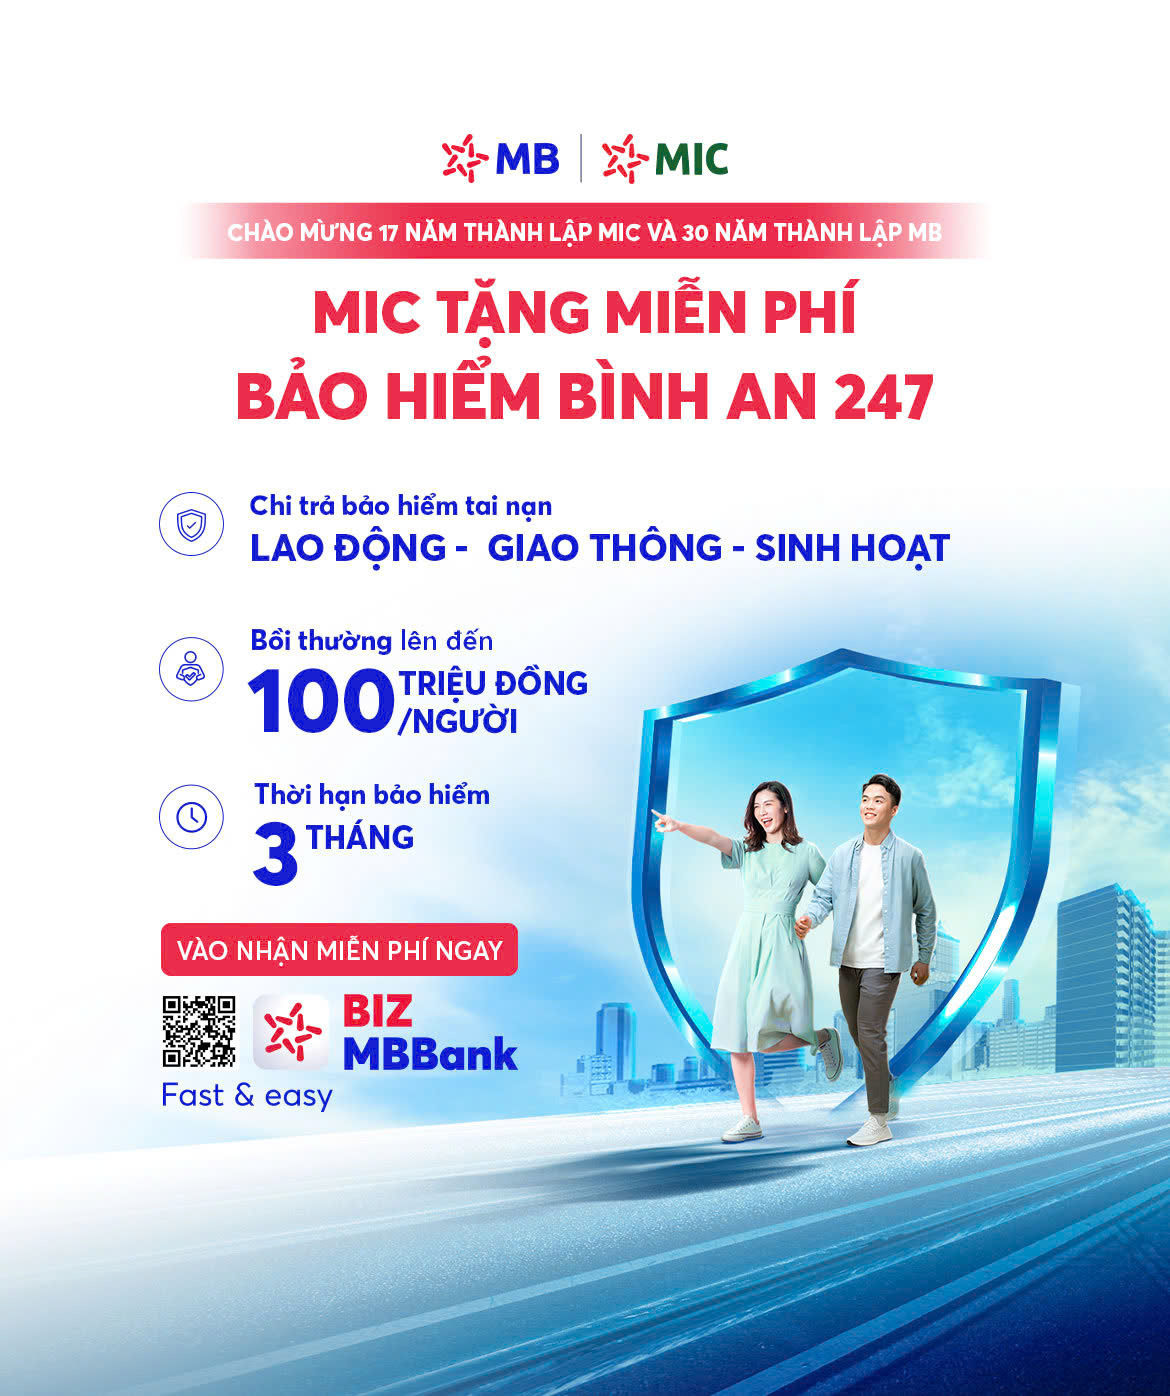 MB | MIC
CHÀO MỪNG 17 NĂM THÀNH LẬP MIC VÀ 30 NĂM THÀNH LẬP MB
MIC TẶNG MIỄN PHÍ
BẢO HIỂM BÌNH AN 247
Chi trả bảo hiểm tai nạn
LAO ĐỘNG - GIAO THÔNG - SINH HOẠT
Bồi thường lên đến
100 TRIỆU ĐỒNG
/NGƯỜI
Thời hạn bảo hiểm
3 THÁNG
VÀO NHẬN MIỄN PHÍ NGAY
BIZ
MBBank
Fast & easy